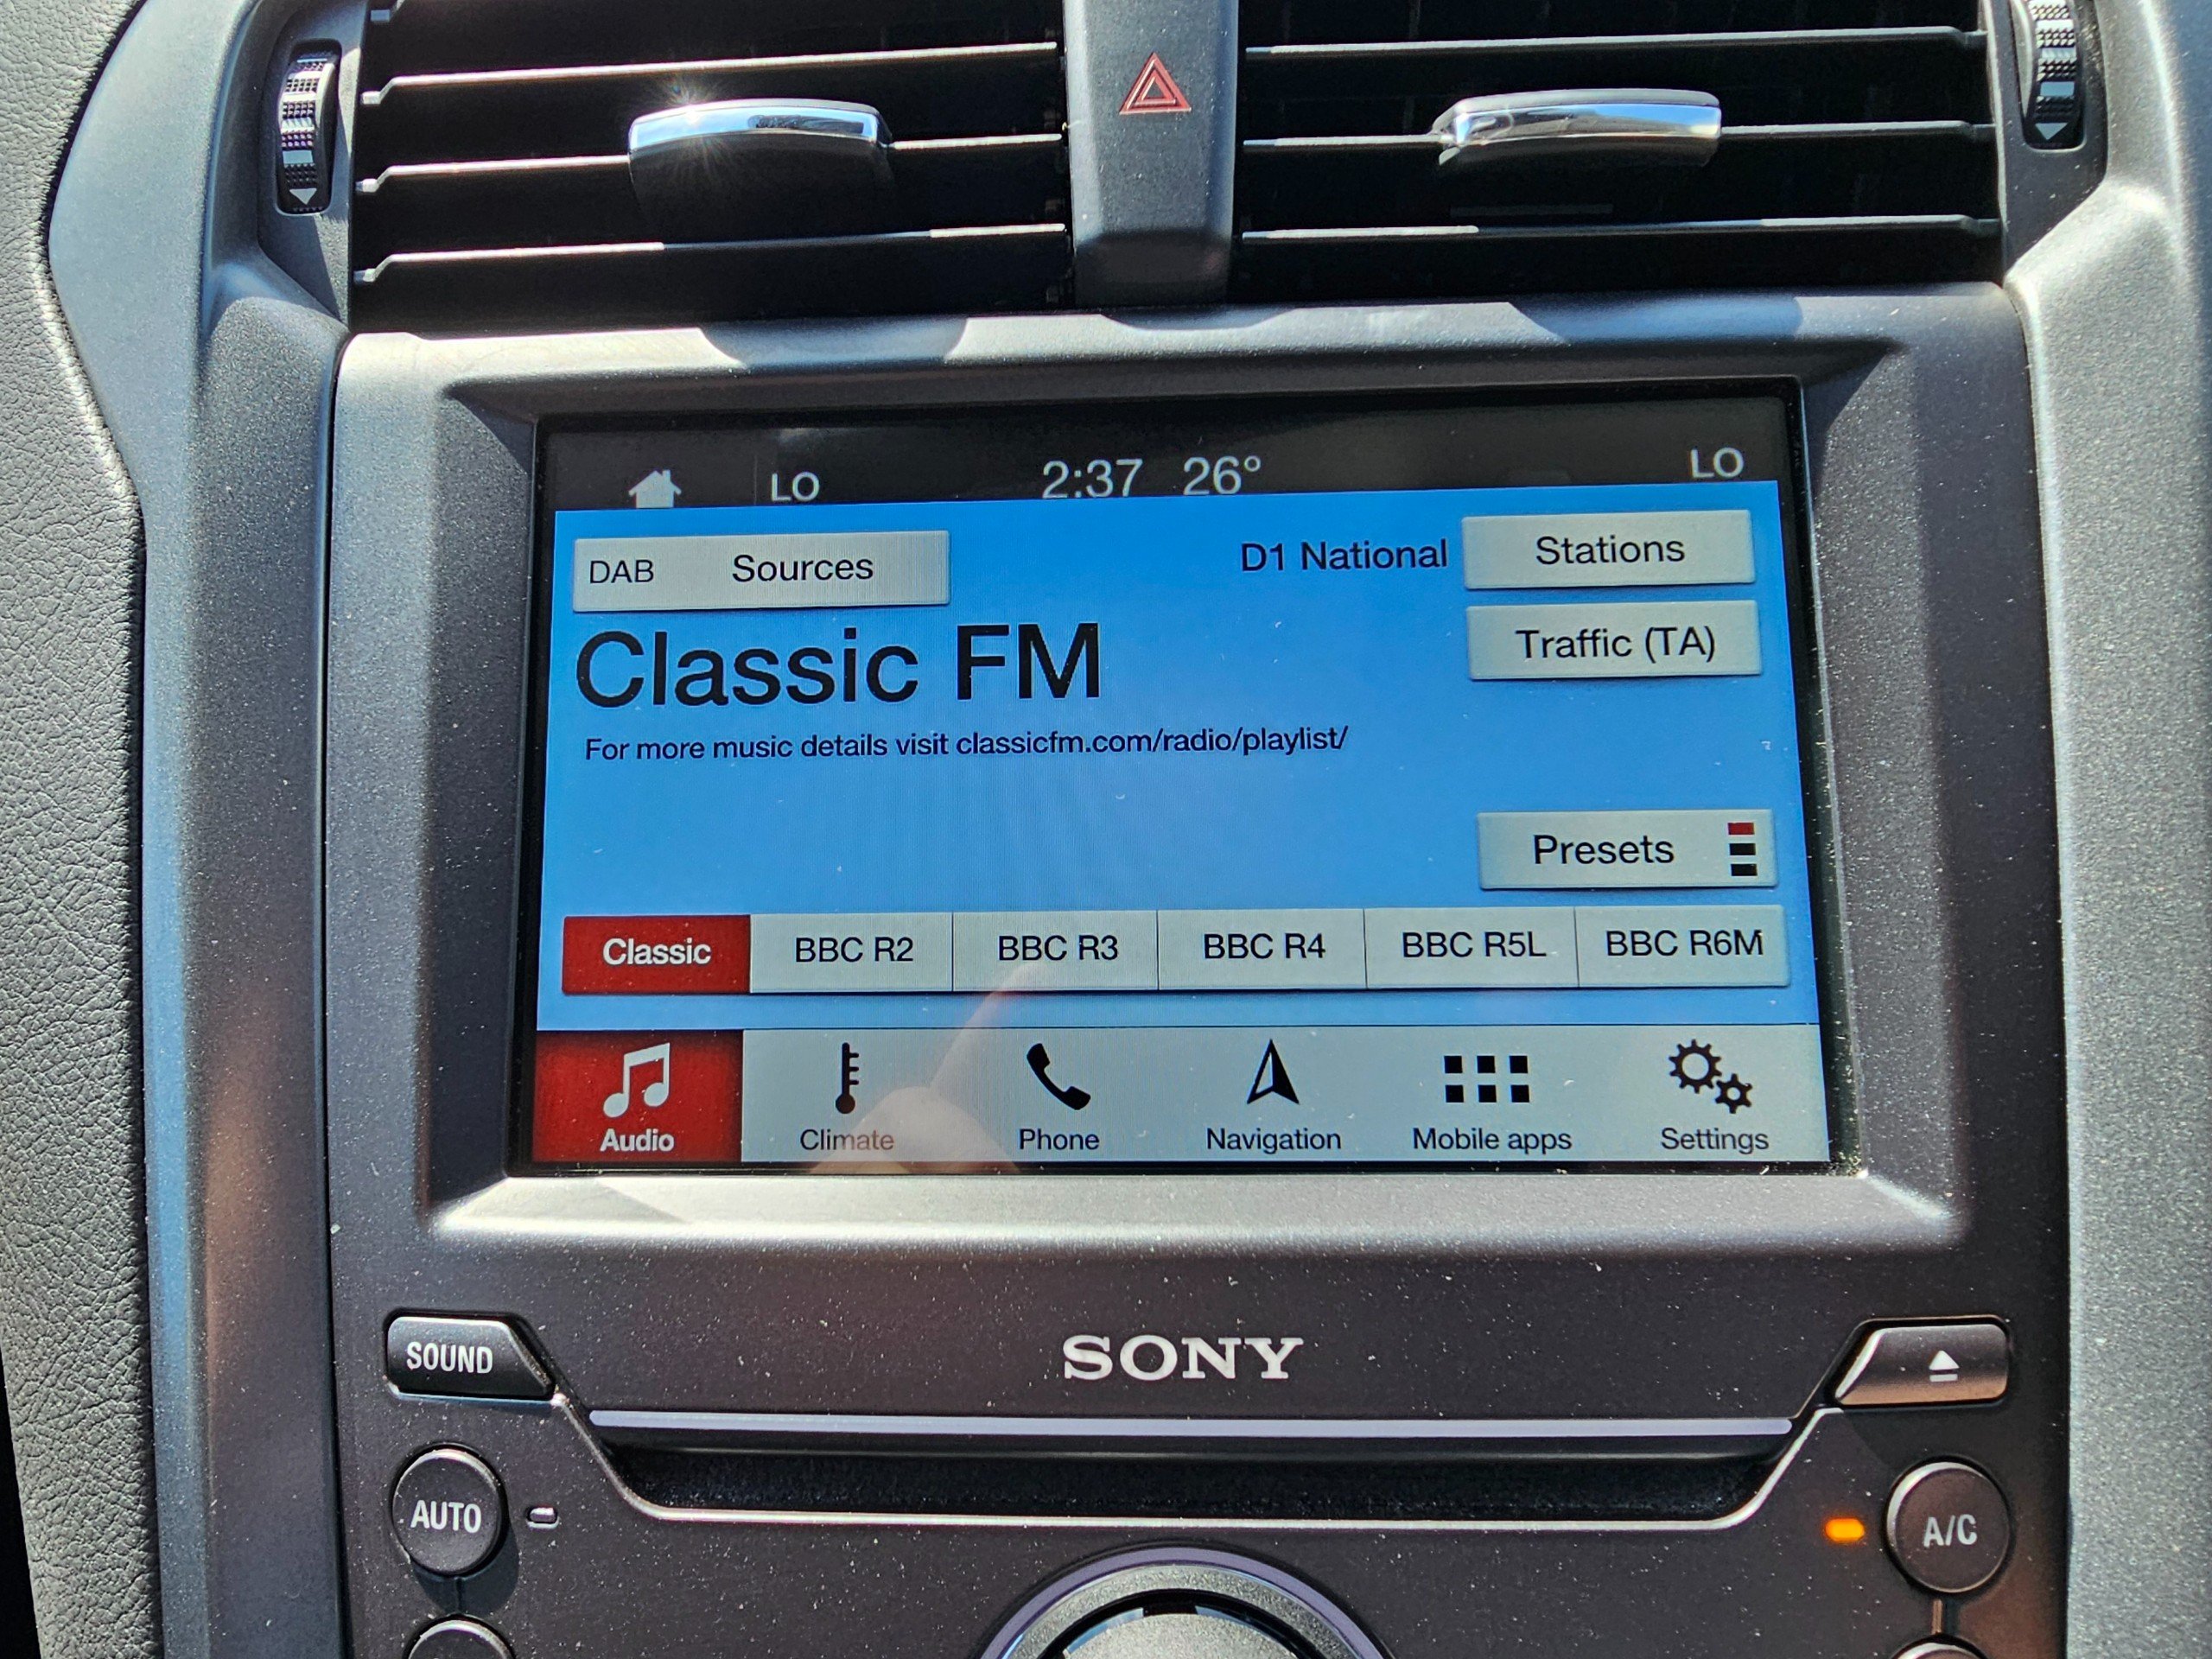 LO 2:37 26° LO
DAB Sources D1 National Stations
Traffic (TA)
Classic FM
For more music details visit classicfm.com/radio/playlist/
Presets
Classic BBC R2 BBC R3 BBC R4 BBC R5L BBC R6M
Audio Climate Phone Navigation Mobile apps Settings
SOUND SONY
AUTO A/C